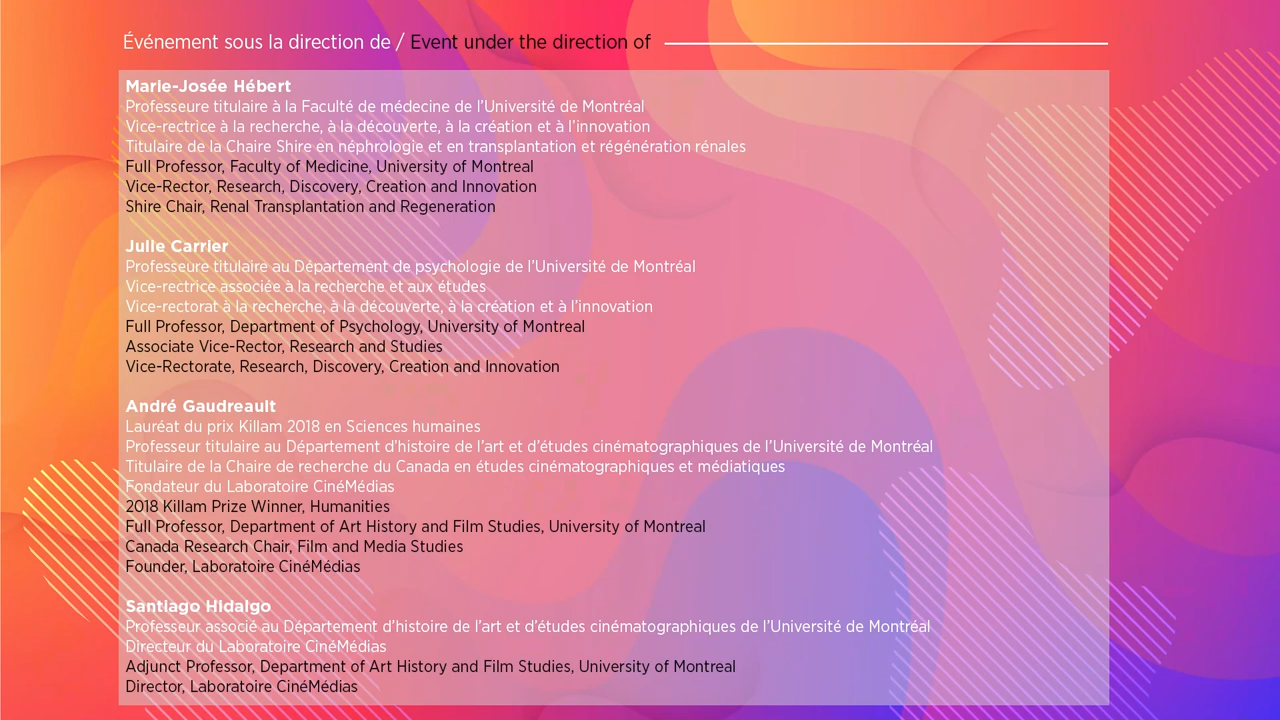 Événement sous la direction de / Event under the direction of
Marie-Josée Hébert
Professeure titulaire à la Faculté de médecine de l'Université de Montréal
Vice-rectrice à la recherche, à la découverte, à la création et à l'innovation
Titulaire de la Chaire Shire en néphrologie et en transplantation et régénération rénales
Full Professor, Faculty of Medicine, University of Montreal
Vice-Rector, Research, Discovery, Creation and Innovation
Shire Chair, Renal Transplantation and Regeneration
Julie Carrier
Professeure titulaire au Département de psychologie de l'Université de Montréal
Vice-rectrice associée à la recherche et aux études
Vice-rectorat à la recherche, à la découverte, à la création et à l'innovation
Full Professor, Department of Psychology, University of Montreal
Associate Vice-Rector, Research and Studies
Vice-Rectorate, Research, Discovery, Creation and Innovation
André Gaudreault
Lauréat du prix Killam 2018 en Sciences humaines
Professeur titulaire au Département d'histoire de l'art et d'études cinématographiques de l'Université de Montréal
Titulaire de la Chaire de recherche du Canada en études cinématographiques et médiatiques
Fondateur du Laboratoire CinéMédias
2018 Killam Prize Winner, Humanities
Full Professor, Department of Art History and Film Studies, University of Montreal
Canada Research Chair, Film and Media Studies
Founder, Laboratoire CinéMédias
Santiago Hidalgo
Professeur associé au Département d'histoire de l'art et d'études cinématographiques de l'Université de Montréal
Directeur du Laboratoire CinéMédias
Adjunct Professor, Department of Art History and Film Studies, University of Montreal
Director, Laboratoire CinéMédias